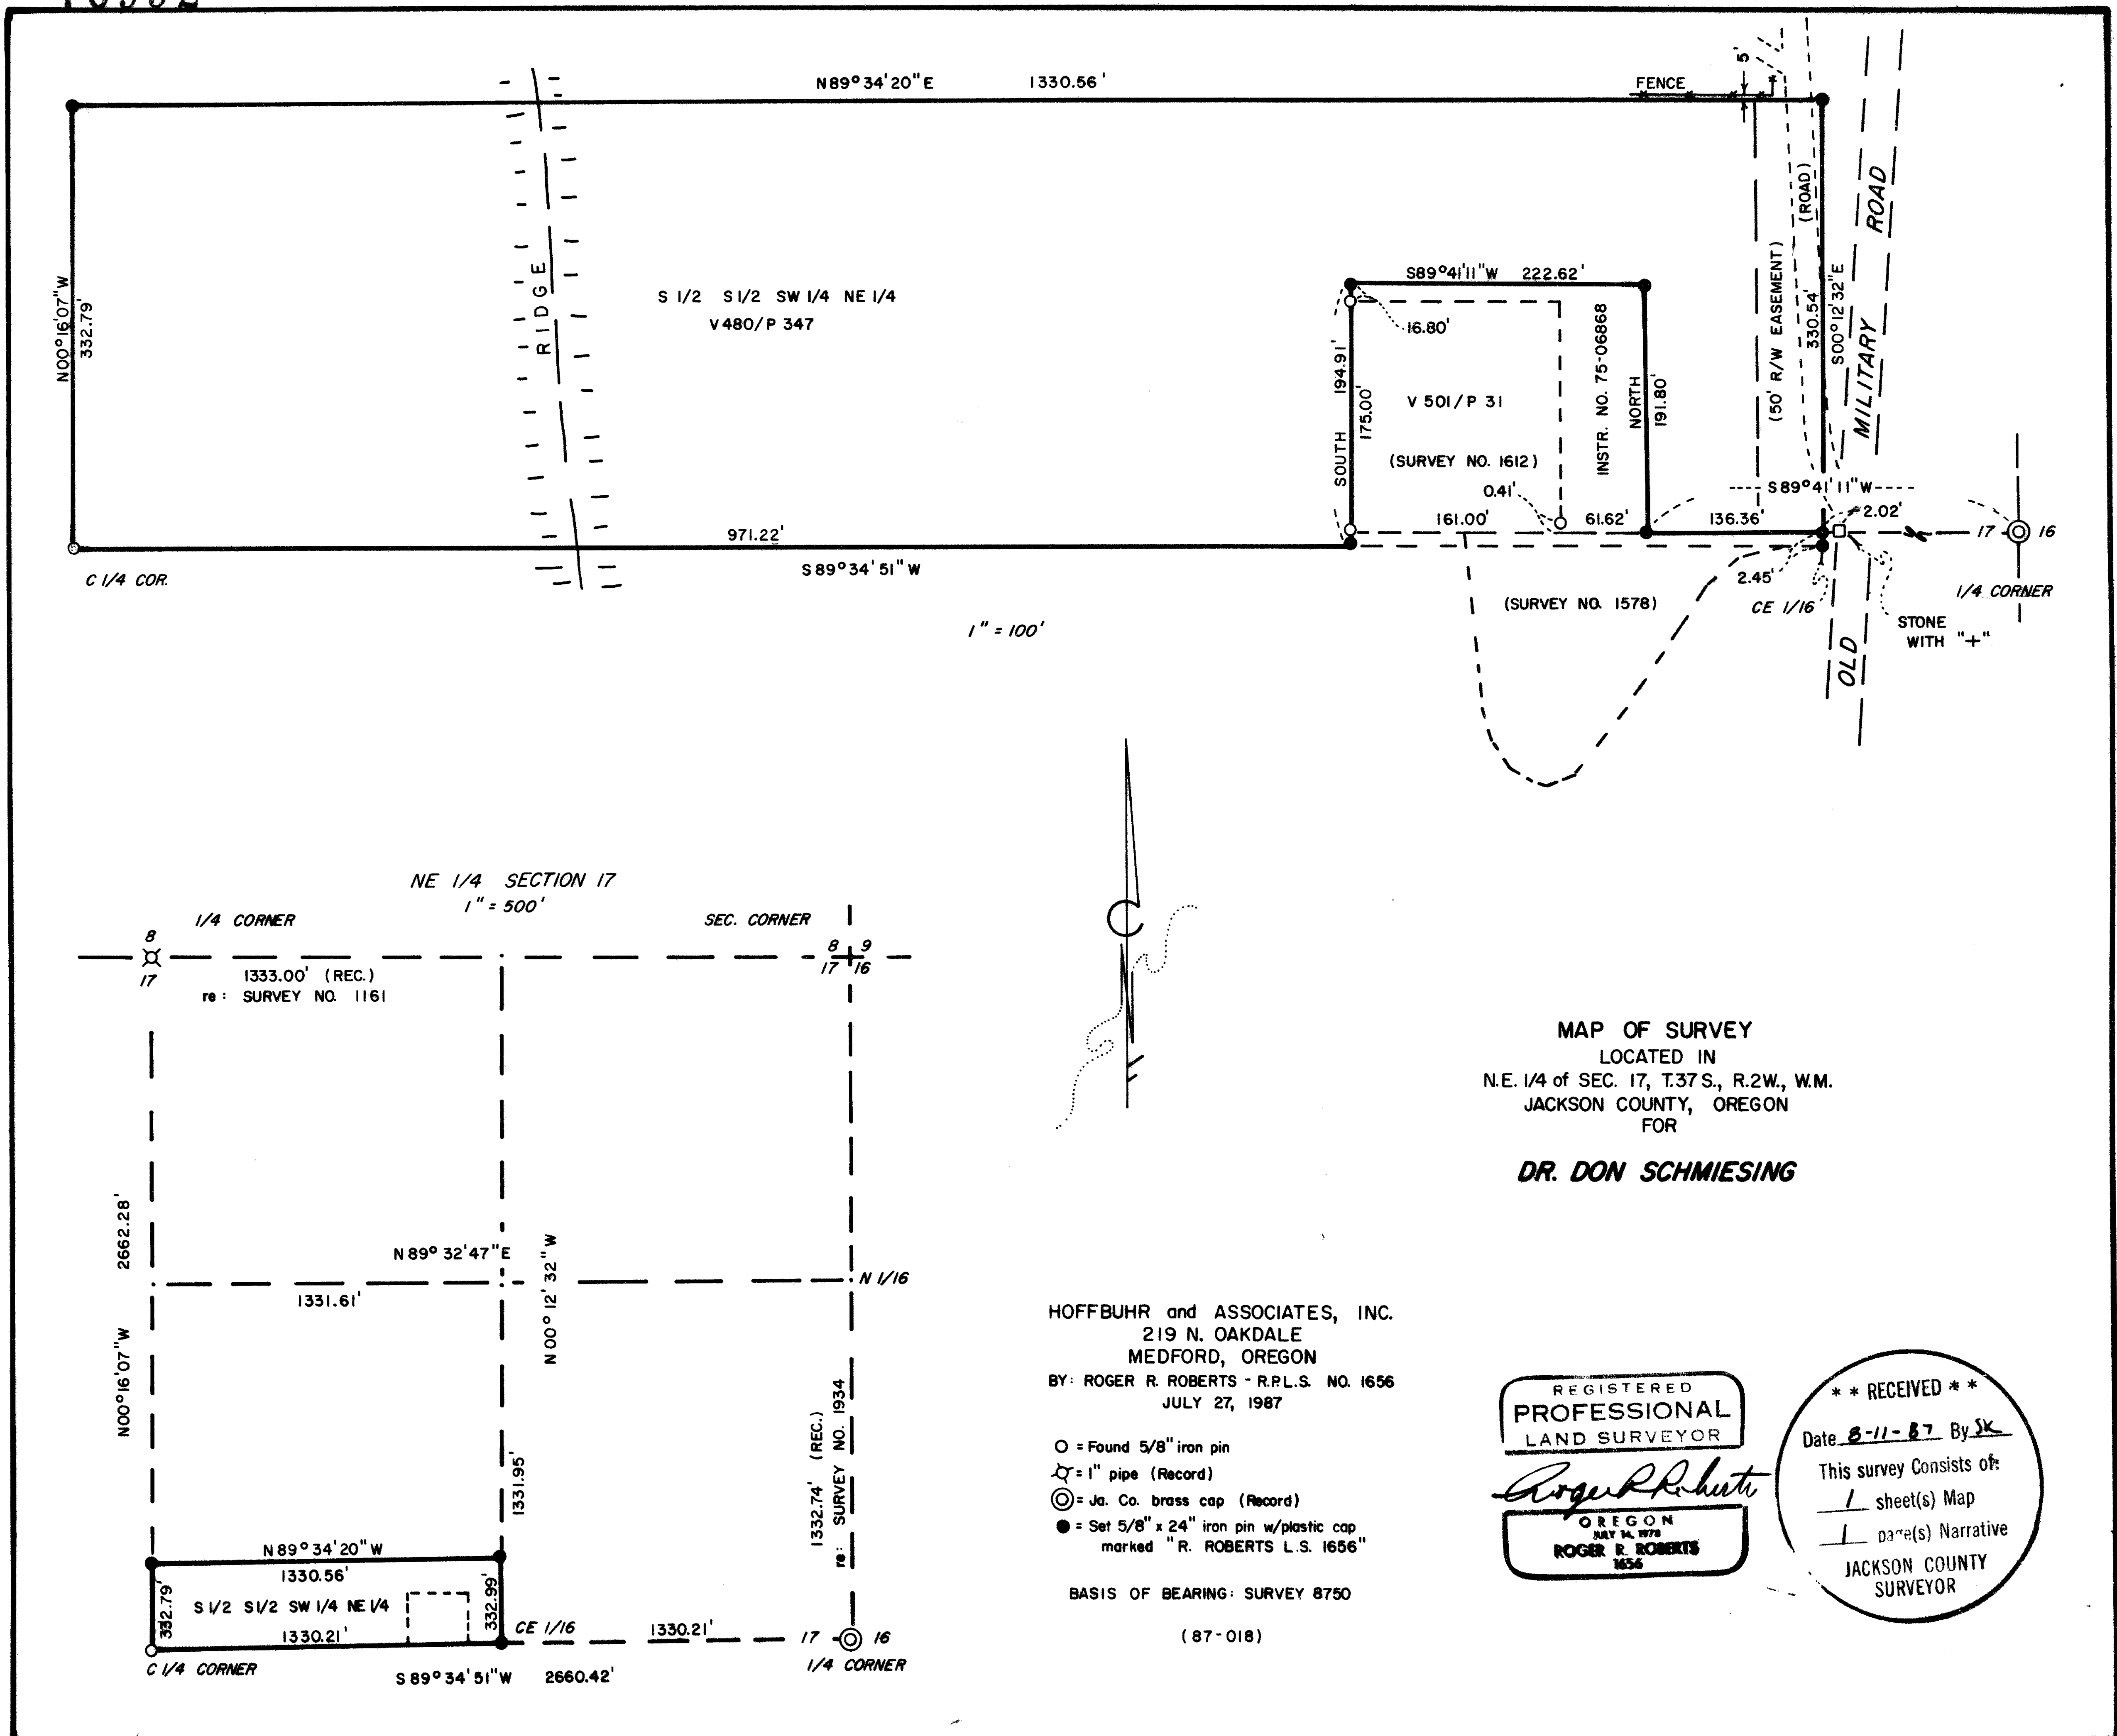 N89°34'20"E 1330.56'
FENCE
5'
N00°16'07"W
332.79'
RIDGE
S 1/2 S1/2 SW 1/4 NE 1/4
V 480/P 347
S89°41'11"W 222.62'
16.80'
SOUTH 194.91'
175.00'
V 501/P 31
(SURVEY NO. 1612)
INSTR. NO. 75-06868
NORTH
191.80'
(50' R/W EASEMENT)
(ROAD)
330.54'
S00°12'32"E
OLD MILITARY ROAD
0.41'
161.00'
61.62'
136.36'
S89°41'11"W
2.02'
17 16
1/4 CORNER
971.22'
S89°34'51"W
C 1/4 COR.
2.45'
CE 1/16
(SURVEY NO. 1578)
STONE
WITH "+"
1" = 100'
NE 1/4 SECTION 17
1" = 500'
1/4 CORNER
SEC. CORNER
8
17
8 9
17 16
1333.00' (REC.)
re: SURVEY NO. 1161
2662.28'
N00°16'07"W
N89°32'47"E
1331.61'
N00°12'32"W
N 1/16
1331.95'
1332.74' (REC.)
re: SURVEY NO. 1934
N89°34'20"W
1330.56'
332.79'
S 1/2 S1/2 SW 1/4 NE 1/4
332.99'
1330.21'
CE 1/16
1330.21'
17 16
C 1/4 CORNER
1/4 CORNER
S89°34'51"W 2660.42'
MAP OF SURVEY
LOCATED IN
N.E. 1/4 of SEC. 17, T.37S., R.2W., W.M.
JACKSON COUNTY, OREGON
FOR
DR. DON SCHMIESING
HOFFBUHR and ASSOCIATES, INC.
219 N. OAKDALE
MEDFORD, OREGON
BY: ROGER R. ROBERTS - R.P.L.S. NO. 1656
JULY 27, 1987
= Found 5/8" iron pin
= 1" pipe (Record)
= Ja. Co. brass cap (Record)
= Set 5/8" x 24" iron pin w/plastic cap
marked "R. ROBERTS L.S. 1656"
BASIS OF BEARING: SURVEY 8750
(87-018)
REGISTERED
PROFESSIONAL
LAND SURVEYOR
Roger R Roberts
OREGON
JULY 14, 1978
ROGER R. ROBERTS
1656
* * RECEIVED * *
Date 8-11-87 By SK
This survey Consists of:
1 sheet(s) Map
1 page(s) Narrative
JACKSON COUNTY
SURVEYOR